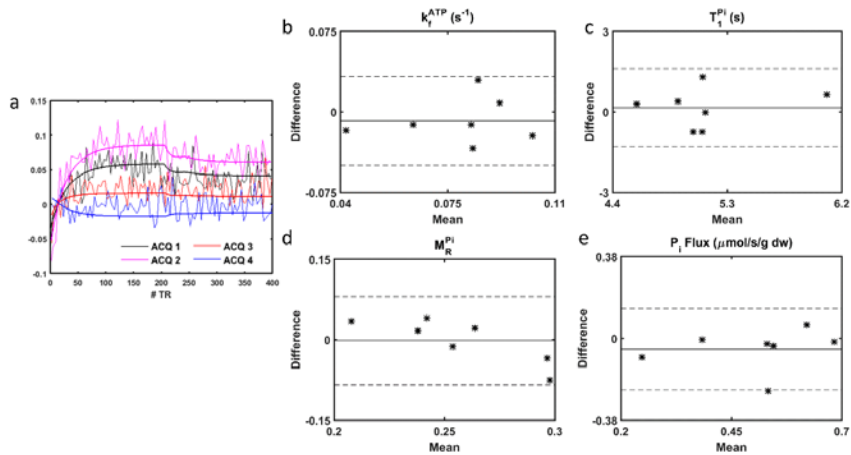 a
0.15
0.1
0.05
0
-0.05
-0.1
0 50 100 150 200 250 300 350 400
# TR
ACQ 1 ACQ 3
ACQ 2 ACQ 4
b
k_f^ATP (s^-1)
0.075
0
-0.075
Difference
0.04 0.075 0.11
Mean
c
T_1^Pi (s)
3
0
-3
Difference
4.4 5.3 6.2
Mean
d
M_R^Pi
0.15
0
-0.15
Difference
0.2 0.25 0.3
Mean
e
P_i Flux (μmol/s/g dw)
0.38
0
-0.38
Difference
0.2 0.45 0.7
Mean